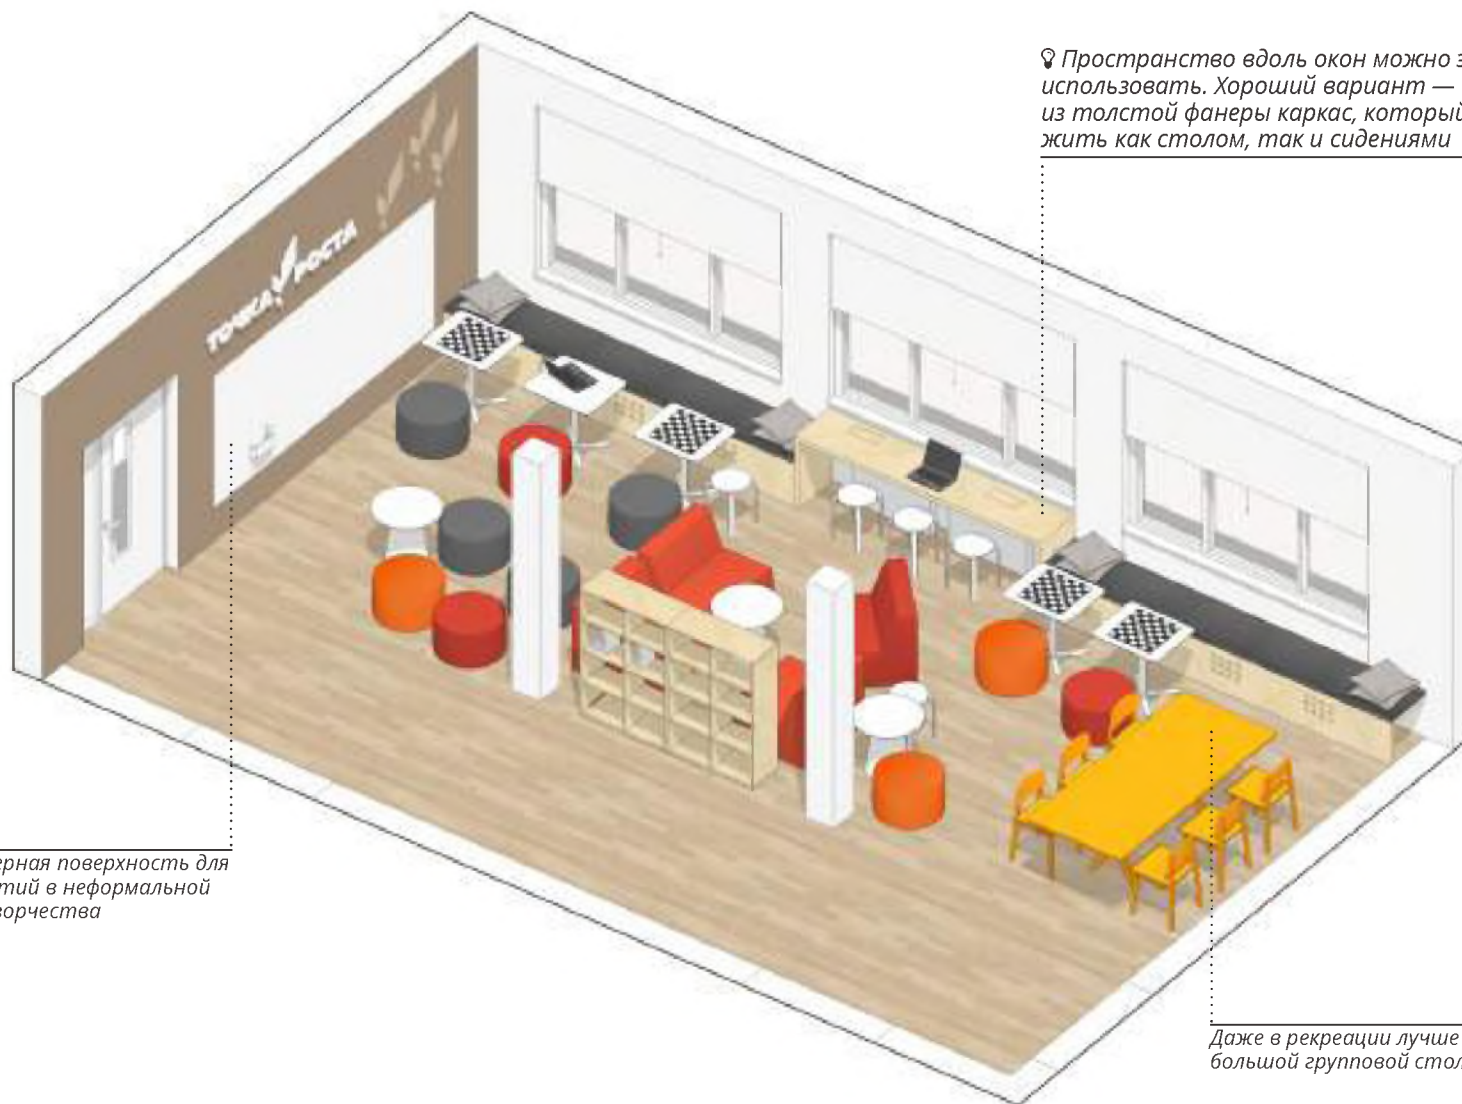 Пространство вдоль окон можно
использовать. Хороший вариант —
из толстой фанеры каркас, который
жить как столом, так и сидениями
ТОЧКА РОСТА
ерная поверхность для
тий в неформальной
ворчества
Даже в рекреации лучше
большой групповой стол